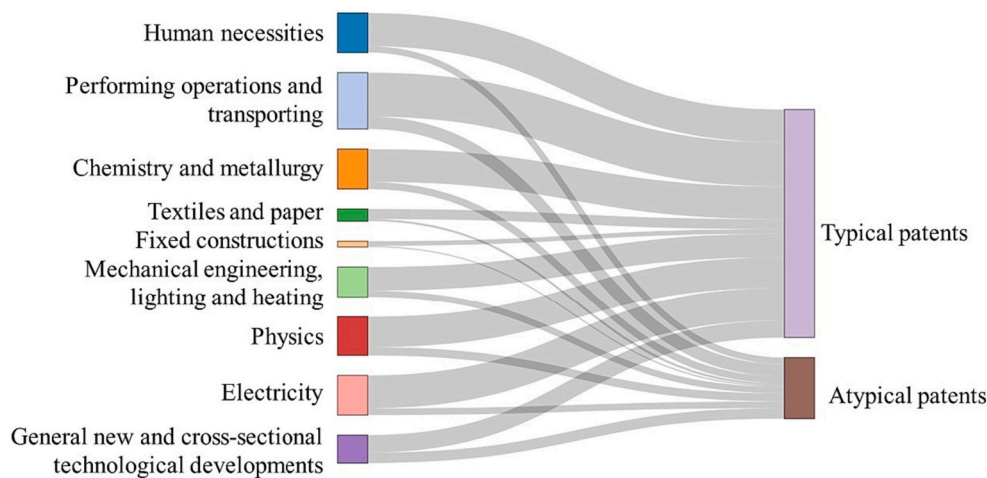 Human necessities
Performing operations and
transporting
Chemistry and metallurgy
Textiles and paper
Fixed constructions
Mechanical engineering,
lighting and heating
Physics
Electricity
General new and cross-sectional
technological developments
Typical patents
Atypical patents